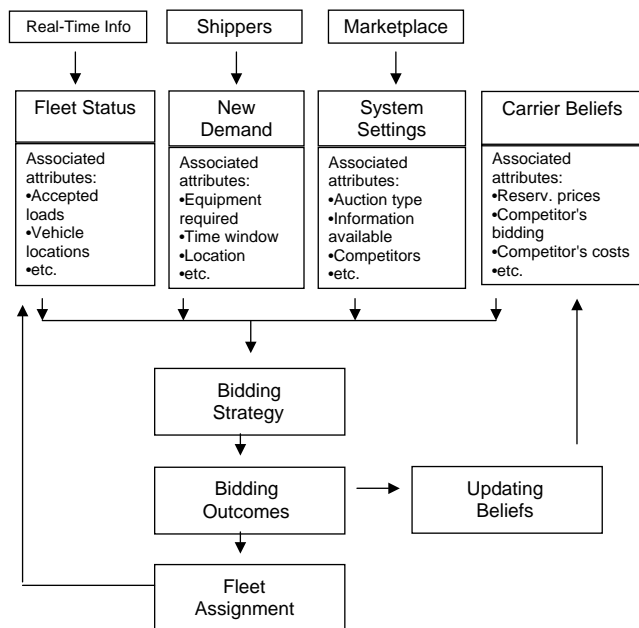 Real-Time Info
Shippers
Marketplace
Fleet Status
Associated
attributes:
•Accepted
loads
•Vehicle
locations
•etc.
New
Demand
Associated
attributes:
•Equipment
required
•Time window
•Location
•etc.
System
Settings
Associated
attributes:
•Auction type
•Information
available
•Competitors
•etc.
Carrier Beliefs
Associated
attributes:
•Reserv. prices
•Competitor's
bidding
•Competitor's costs
•etc.
Bidding
Strategy
Bidding
Outcomes
Updating
Beliefs
Fleet
Assignment